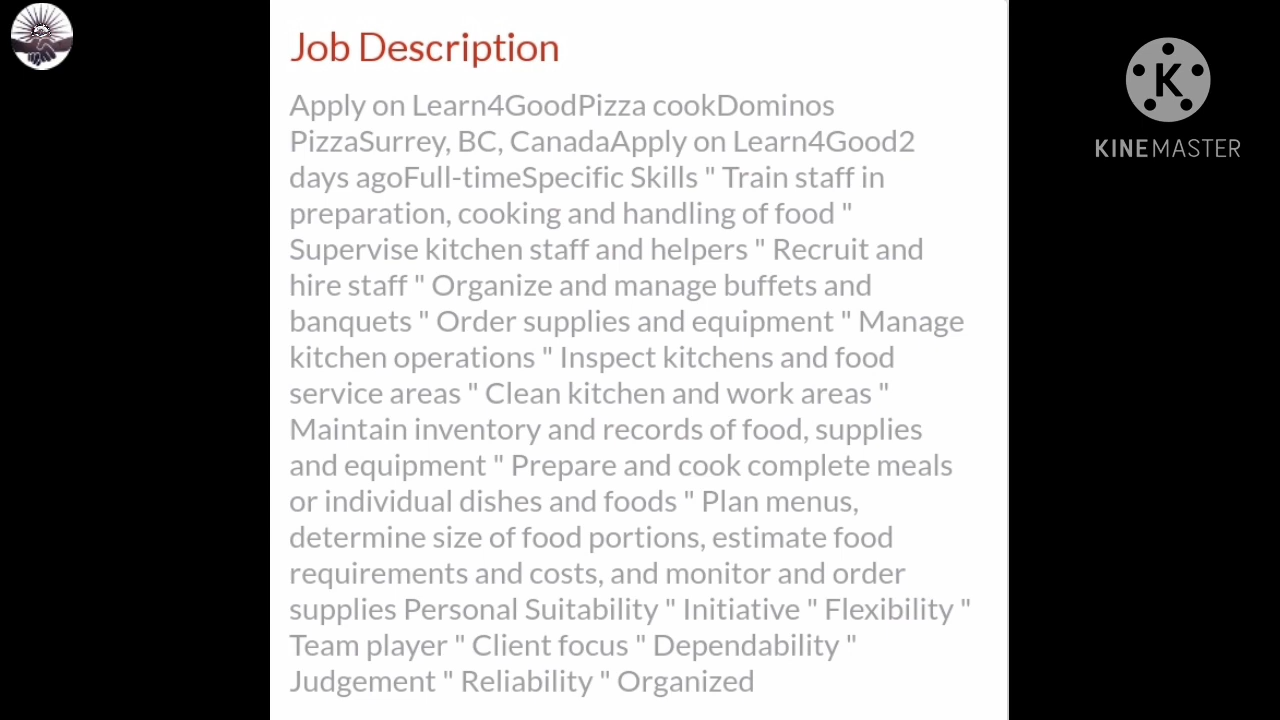 Job Description
Apply on Learn4GoodPizza cookDominos
PizzaSurrey, BC, CanadaApply on Learn4Good2
days agoFull-timeSpecific Skills " Train staff in
preparation, cooking and handling of food "
Supervise kitchen staff and helpers " Recruit and
hire staff " Organize and manage buffets and
banquets " Order supplies and equipment " Manage
kitchen operations " Inspect kitchens and food
service areas " Clean kitchen and work areas "
Maintain inventory and records of food, supplies
and equipment " Prepare and cook complete meals
or individual dishes and foods " Plan menus,
determine size of food portions, estimate food
requirements and costs, and monitor and order
supplies Personal Suitability " Initiative " Flexibility "
Team player " Client focus " Dependability "
Judgement " Reliability " Organized
K
KINEMASTER